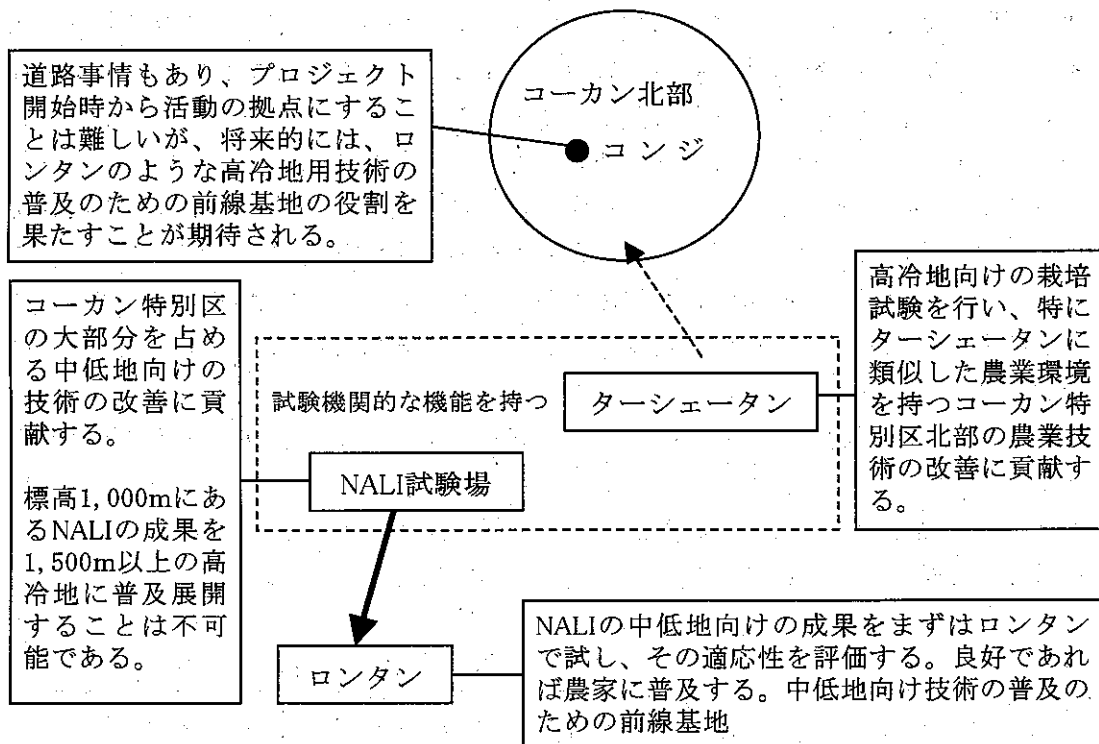 道路事情もあり、プロジェクト
開始時から活動の拠点にするこ
とは難しいが、将来的には、ロ
ンタンのような高冷地用技術の
普及のための前線基地の役割を
果たすことが期待される。
コーカン北部
コンジ
コーカン特別区
の大部分を占め
る中低地向けの
技術の改善に貢
献する。
標高1,000mにあ
るNALIの成果を
1,500m以上の高
冷地に普及展開
することは不可
能である。
試験機関的な機能を持つ
ターシェータン
NALI試験場
高冷地向けの栽培
試験を行い、特に
ターシェータンに
類似した農業環境
を持つコーカン特
別区北部の農業技
術の改善に貢献す
る。
ロンタン
NALIの中低地向けの成果をまずはロンタン
で試し、その適応性を評価する。良好であれ
ば農家に普及する。中低地向け技術の普及の
ための前線基地